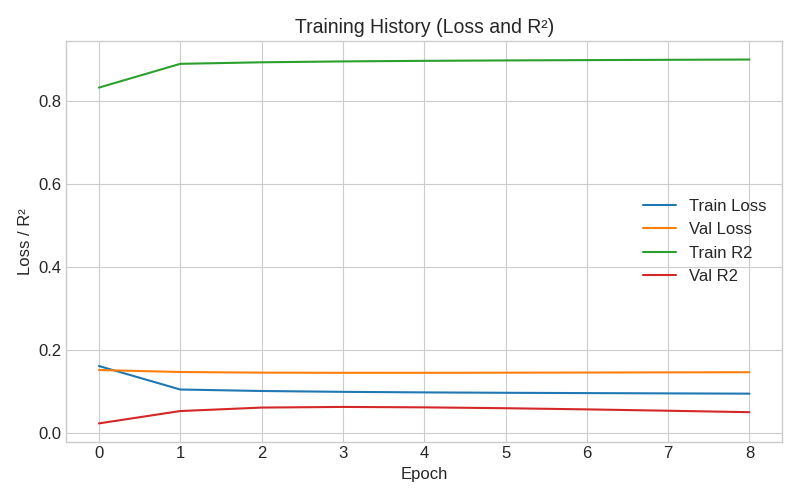 Training History (Loss and R²)
Loss / R²
0.8
0.6
0.4
0.2
0.0
Train Loss
Val Loss
Train R2
Val R2
0 1 2 3 4 5 6 7 8
Epoch